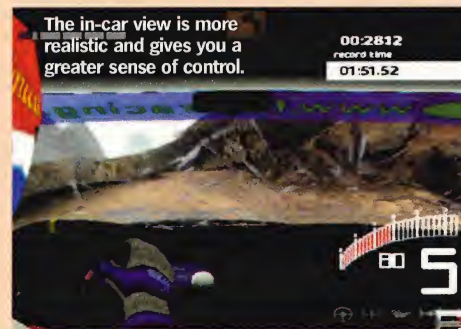 The in-car view is more
realistic and gives you a
greater sense of control.
00:2812
record time
01:51.52
80
5